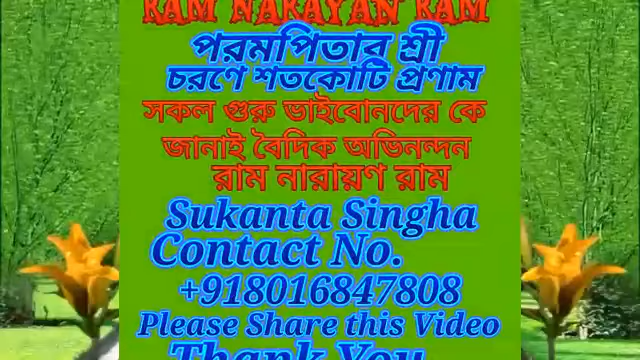 RAM NARAYAN RAM
পরমপিতার শ্রী
চরণে শতকোটি প্রণাম
সকল গুরু ভাইবোনদের কে
জানাই বৈদিক অভিনন্দন
রাম নারায়ণ রাম
Sukanta Singha
Contact No.
+918016847808
Please Share this Video
Thank You